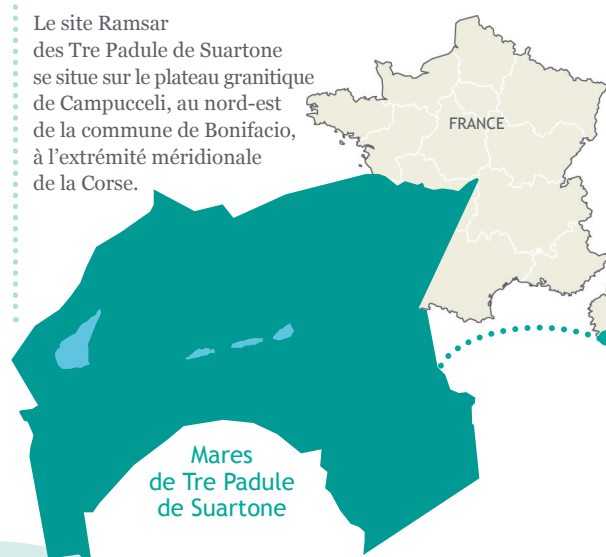 Le site Ramsar
des Tre Padule de Suartone
se situe sur le plateau granitique
de Campucceli, au nord-est
de la commune de Bonifacio,
à l’extrémité méridionale
de la Corse.
FRANCE
Mares
de Tre Padule
de Suartone